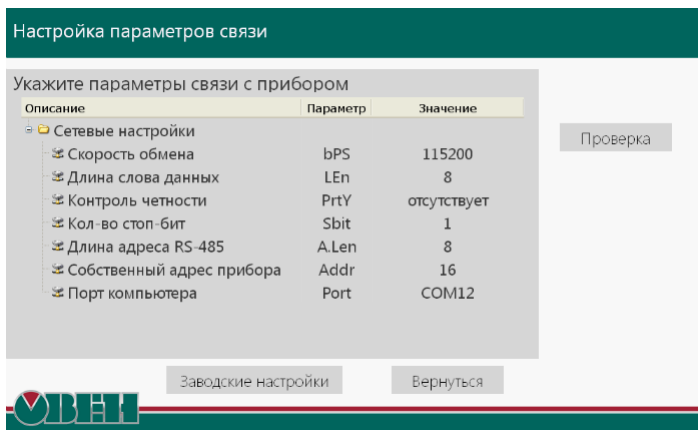 Настройка параметров связи
Укажите параметры связи с прибором
Описание Параметр Значение
Сетевые настройки
Скорость обмена bPS 115200
Проверка
Длина слова данных LEn 8
Контроль четности PrtY отсутствует
Кол-во стоп-бит Sbit 1
Длина адреса RS-485 A.Len 8
Собственный адрес прибора Addr 16
Порт компьютера Port COM12
Заводские настройки Вернуться
ОВЕН